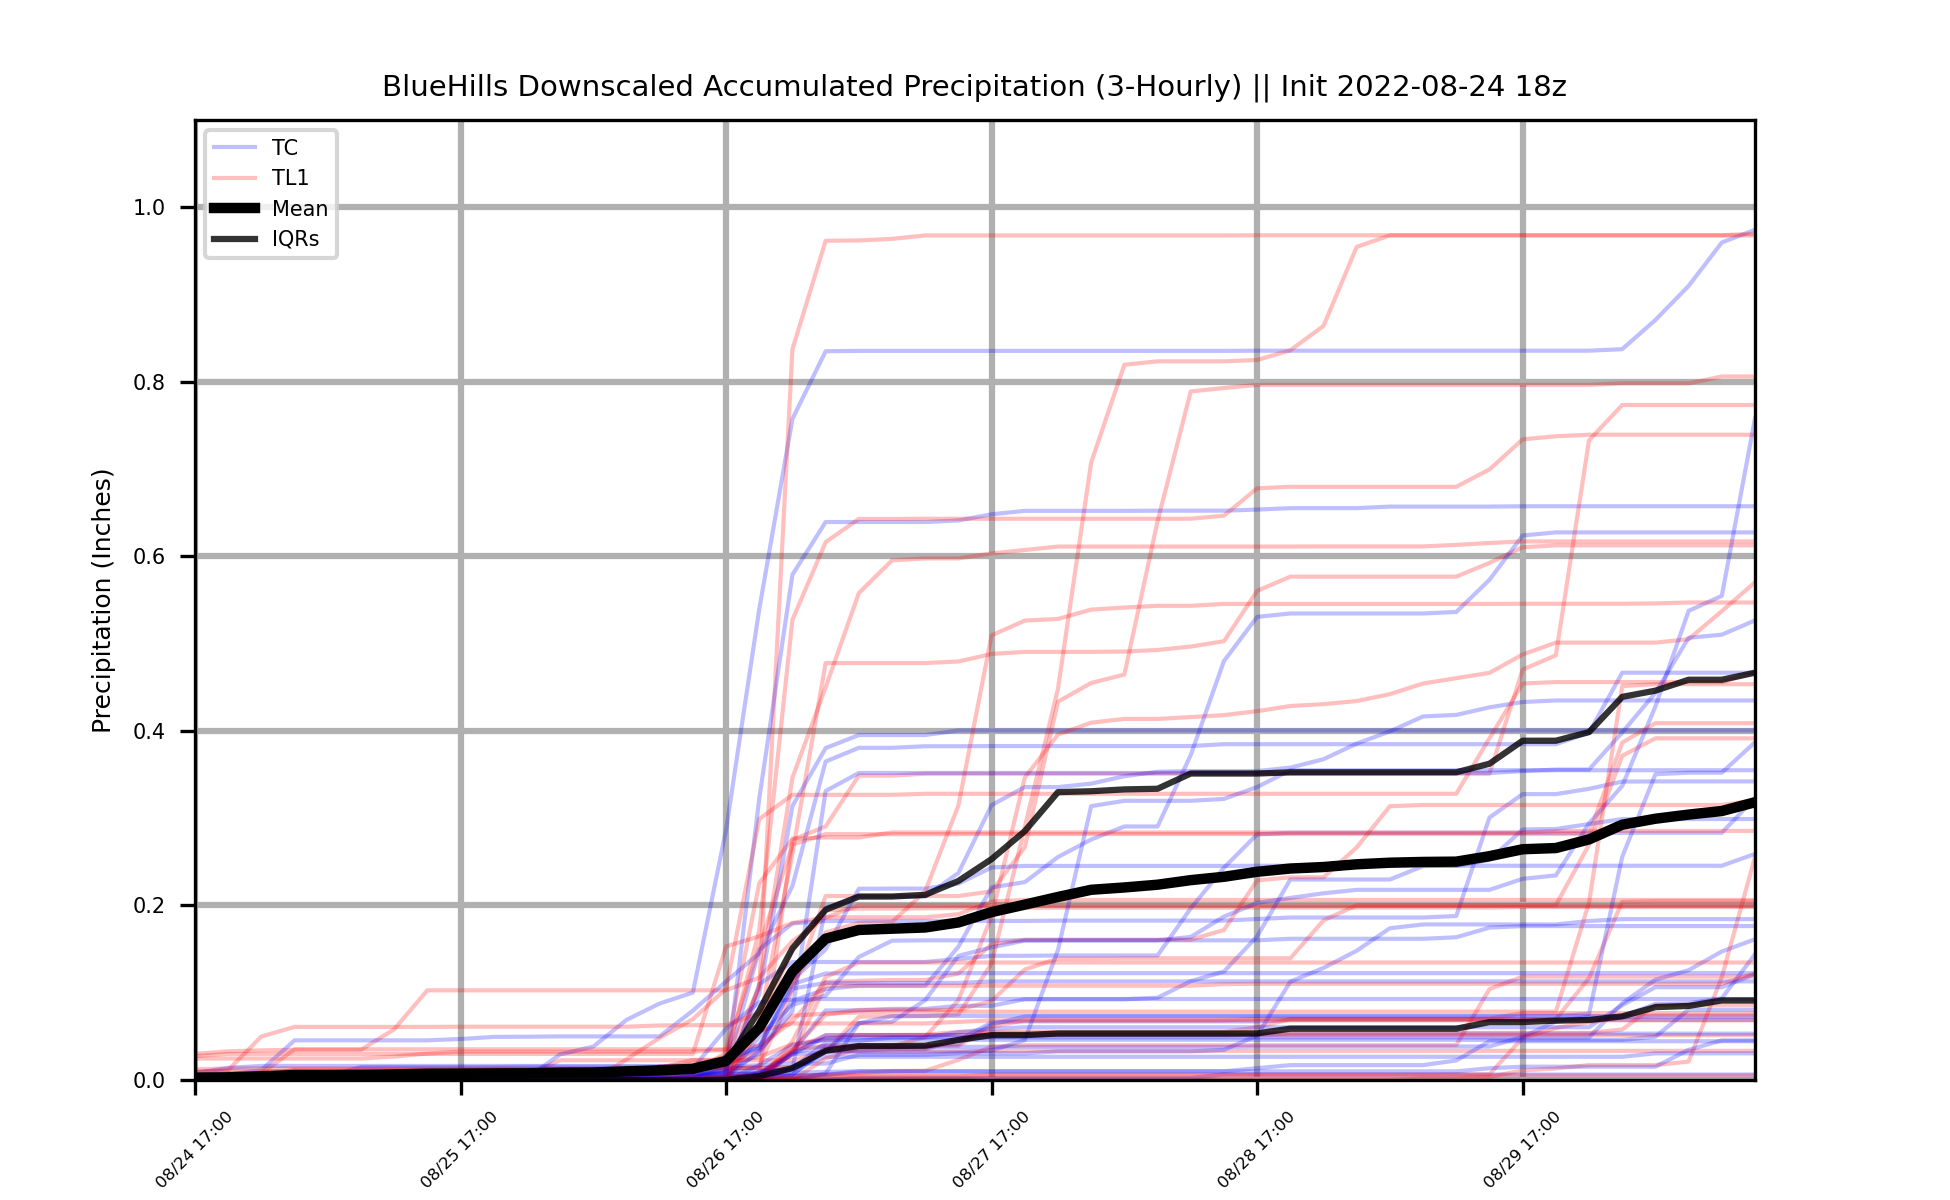 BlueHills Downscaled Accumulated Precipitation (3-Hourly) || Init 2022-08-24 18z
TC
TL1
Mean
IQRs
Precipitation (Inches)
1.0
0.8
0.6
0.4
0.2
0.0
08/24 17:00
08/25 17:00
08/26 17:00
08/27 17:00
08/28 17:00
08/29 17:00